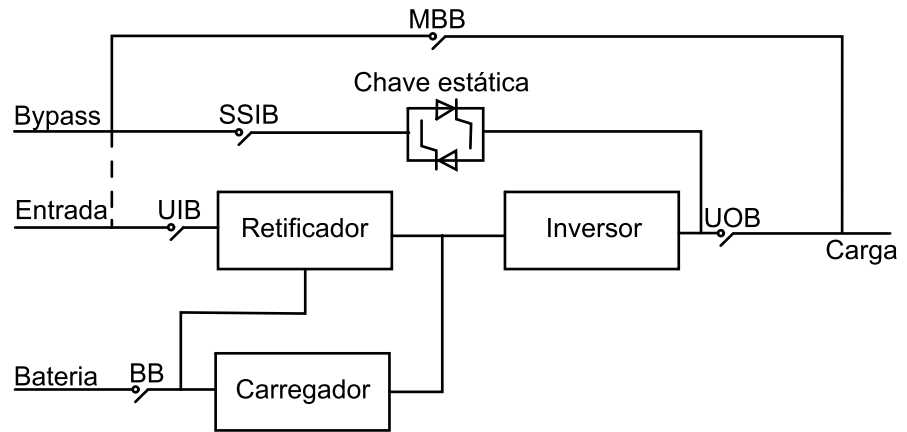 MBB
Chave estática
Bypass
SSIB
Entrada
UIB
Retificador
Inversor
UOB
Carga
Bateria
BB
Carregador